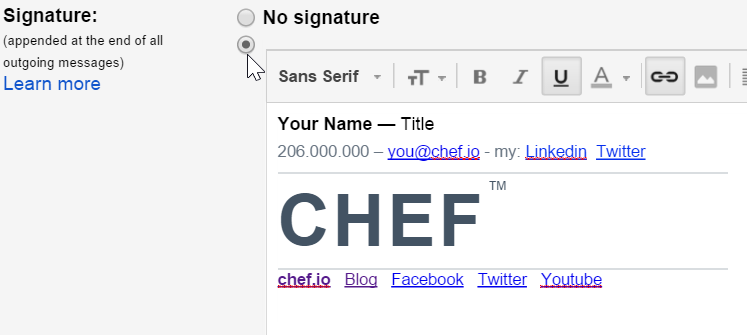 Signature:
(appended at the end of all
outgoing messages)
Learn more
No signature
Sans Serif TT B I U A
Your Name — Title
206.000.000 – you@chef.io - my: Linkedin Twitter
CHEF™
chef.io Blog Facebook Twitter Youtube